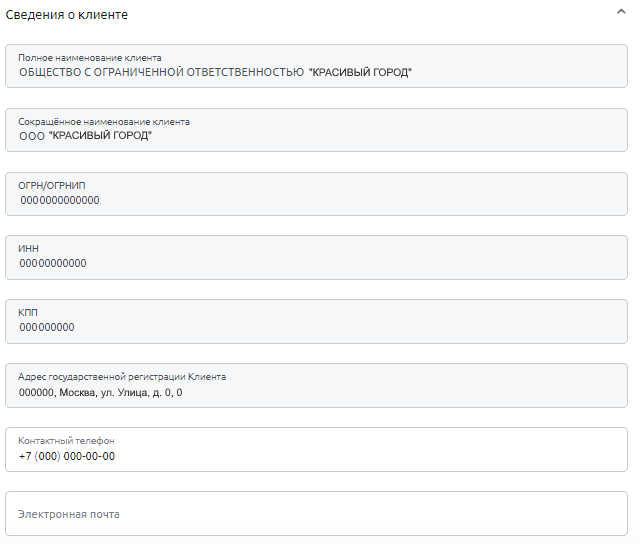 Сведения о клиенте
Полное наименование клиента
ОБЩЕСТВО С ОГРАНИЧЕННОЙ ОТВЕТСТВЕННОСТЬЮ "КРАСИВЫЙ ГОРОД"
Сокращённое наименование клиента
ООО "КРАСИВЫЙ ГОРОД"
ОГРН/ОГРНИП
0000000000000
ИНН
00000000000
КПП
000000000
Адрес государственной регистрации Клиента
000000, Москва, ул. Улица, д. 0, 0
Контактный телефон
+7 (000) 000-00-00
Электронная почта